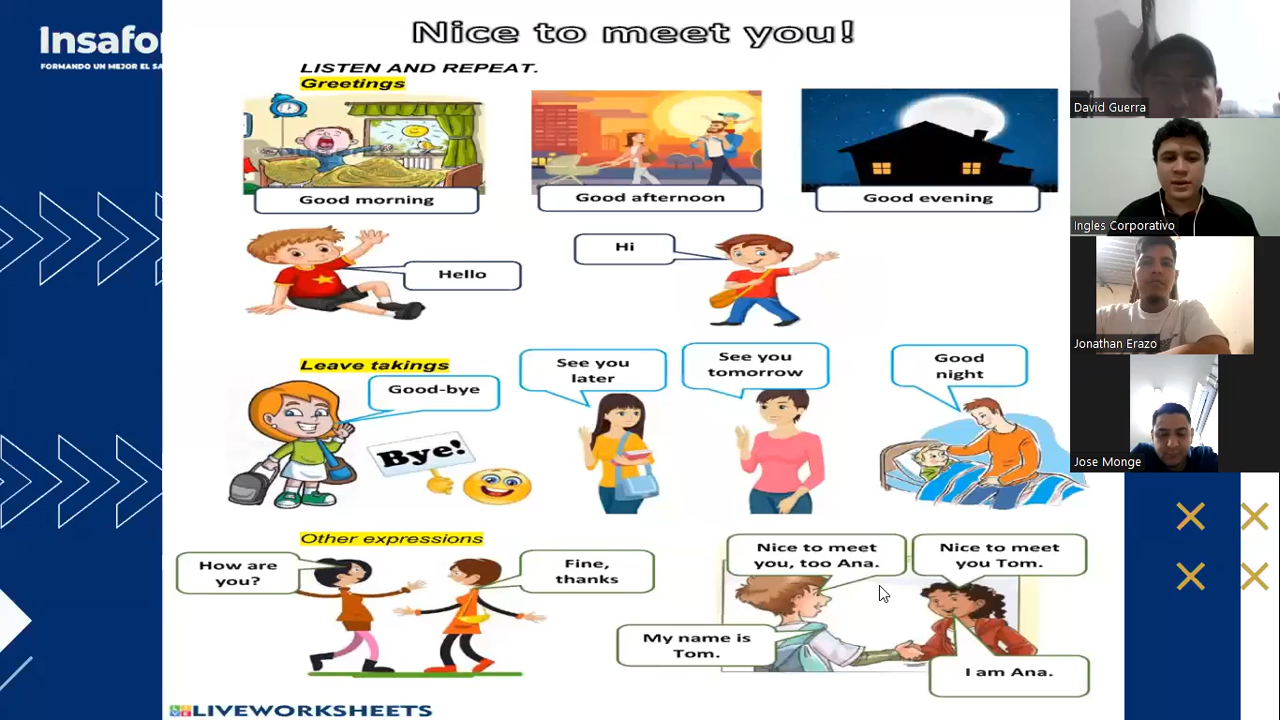 Insafor
FORMANDO UN MEJOR EL SA
Nice to meet you!
LISTEN AND REPEAT.
Greetings
Good morning
Good afternoon
Good evening
Hello
Hi
Leave takings
Good-bye
Bye!
See you
later
See you
tomorrow
Good
night
Other expressions
How are
you?
Fine,
thanks
Nice to meet
you, too Ana.
Nice to meet
you Tom.
My name is
Tom.
I am Ana.
LIVEWORKSHEETS
David Guerra
Ingles Corporativo
Jonathan Erazo
Jose Monge